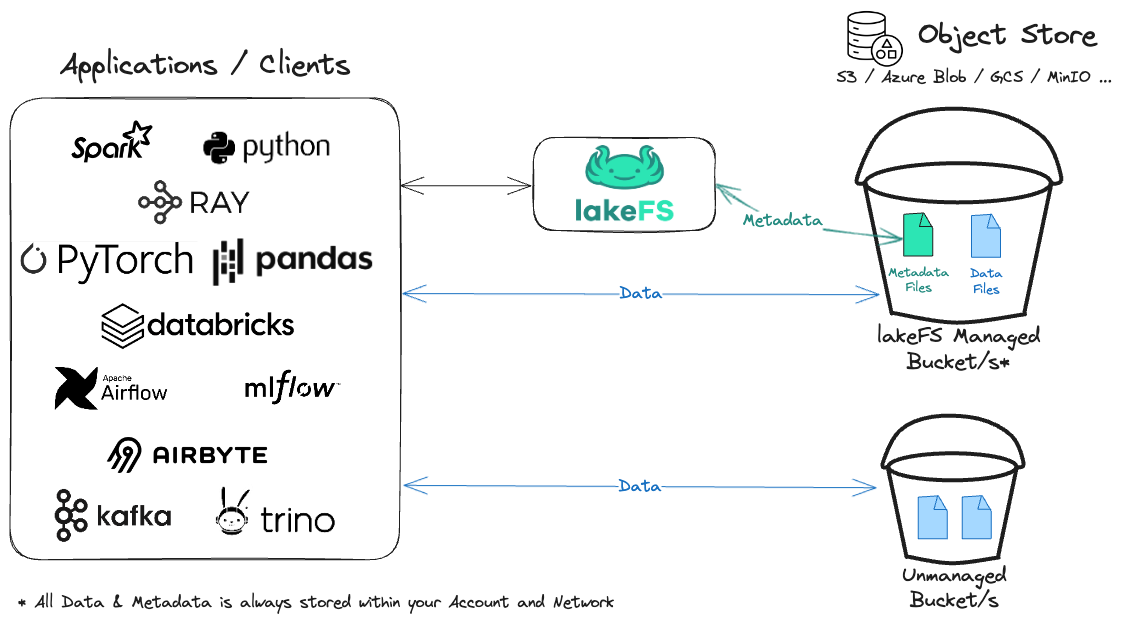 Object Store
S3 / Azure Blob / GCS / MinIO ...
Applications / Clients
Spark python
RAY
PyTorch pandas
databricks
Apache
Airflow
mlflow™
AIRBYTE
kafka trino
lakeFS
Metadata
Data
Metadata
Files
Data
Files
lakeFS Managed
Bucket/s*
Data
Unmanaged
Bucket/s
* All Data & Metadata is always stored within your Account and Network